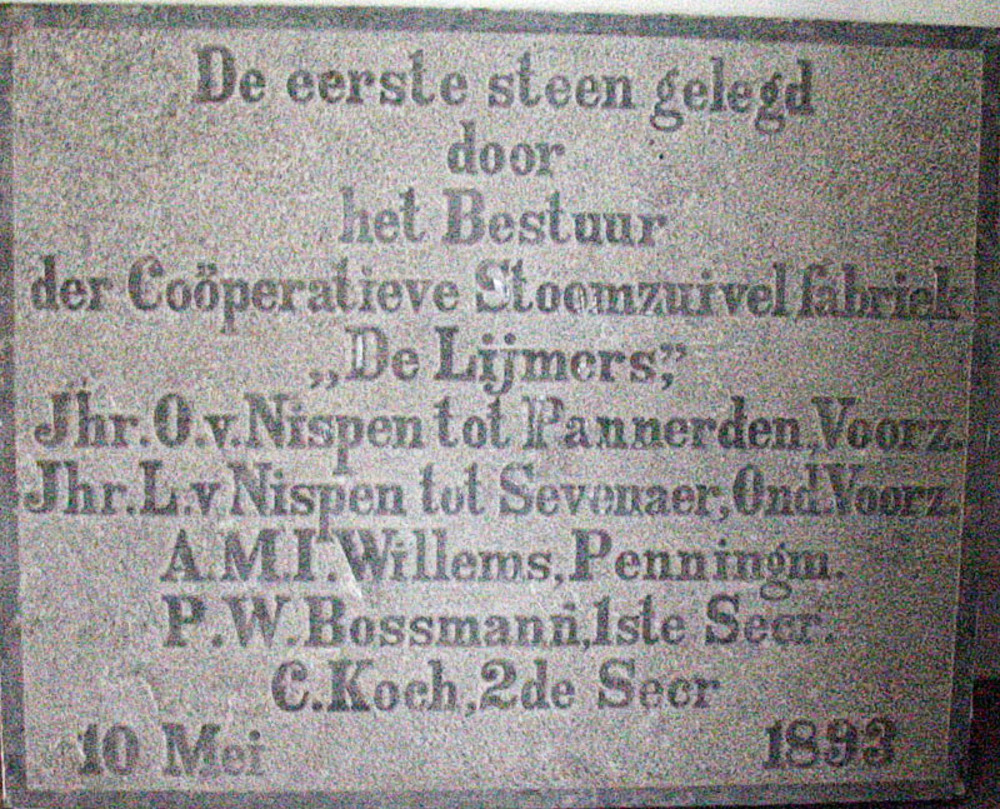 De eerste steen gelegd
door
het Bestuur
der Coöperatieve Stoomzuivelfabriek
„De Lijmers,”
Jhr. O. v. Nispen tot Pannerden, Voorz.
Jhr. L. v Nispen tot Sevenaer, Ond. Voorz.
A. M. I. Willems, Penningm.
P. W. Bossmann, 1ste Secr.
C. Koch, 2de Secr
10 Mei 1893